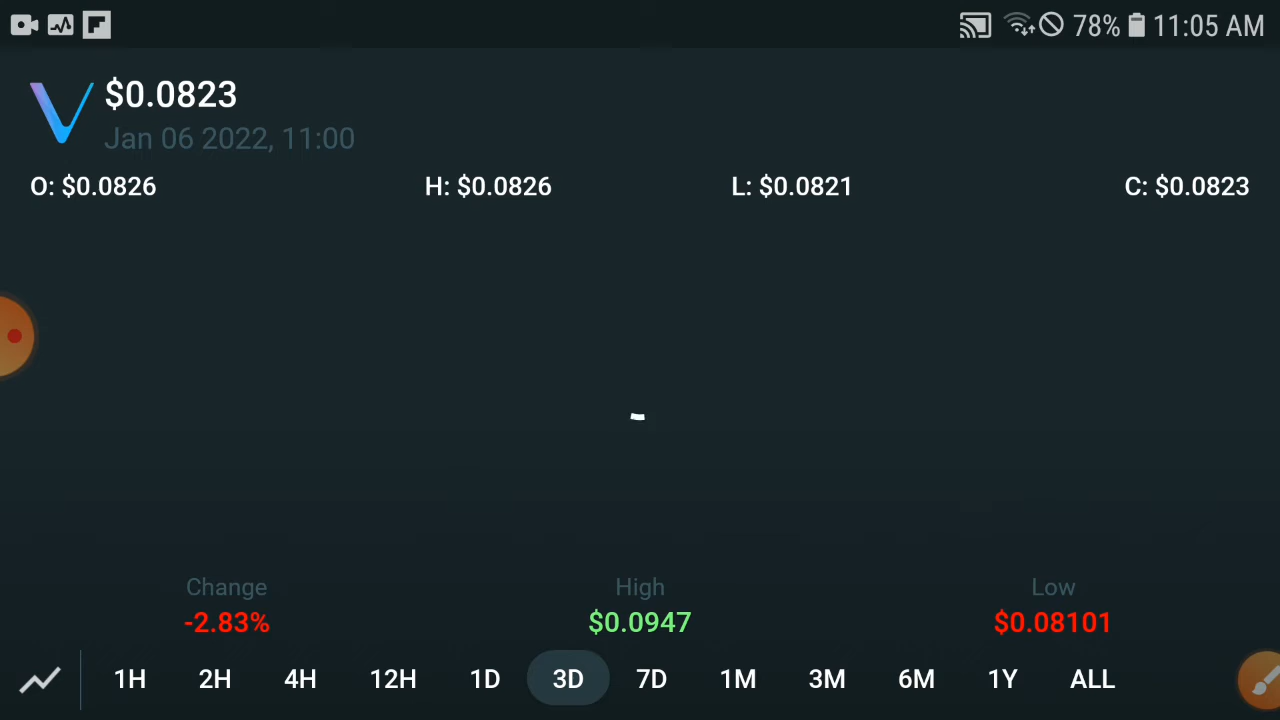 78% 11:05 AM
$0.0823
Jan 06 2022, 11:00
O: $0.0826 H: $0.0826 L: $0.0821 C: $0.0823
Change High Low
-2.83% $0.0947 $0.08101
1H 2H 4H 12H 1D 3D 7D 1M 3M 6M 1Y ALL